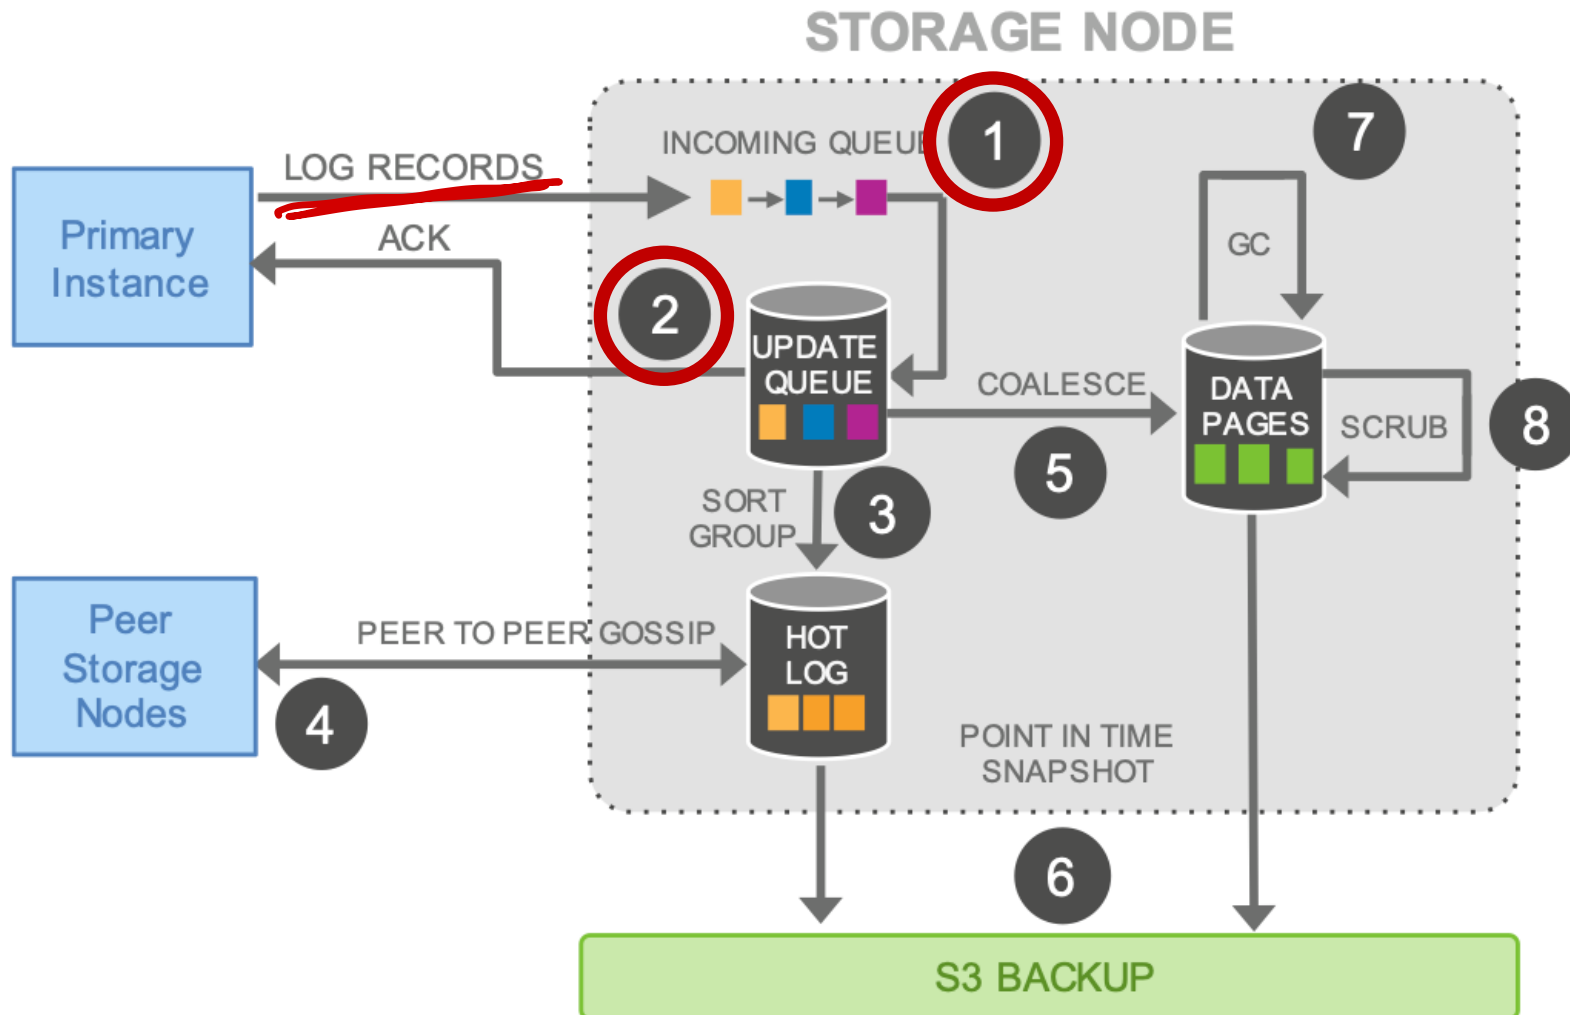 STORAGE NODE
1
7
INCOMING QUEUE
LOG RECORDS
Primary
Instance
ACK
GC
2
UPDATE
QUEUE
COALESCE
DATA
PAGES
SCRUB
8
5
SORT
GROUP
3
Peer
Storage
Nodes
PEER TO PEER GOSSIP
HOT
LOG
4
POINT IN TIME
SNAPSHOT
6
S3 BACKUP